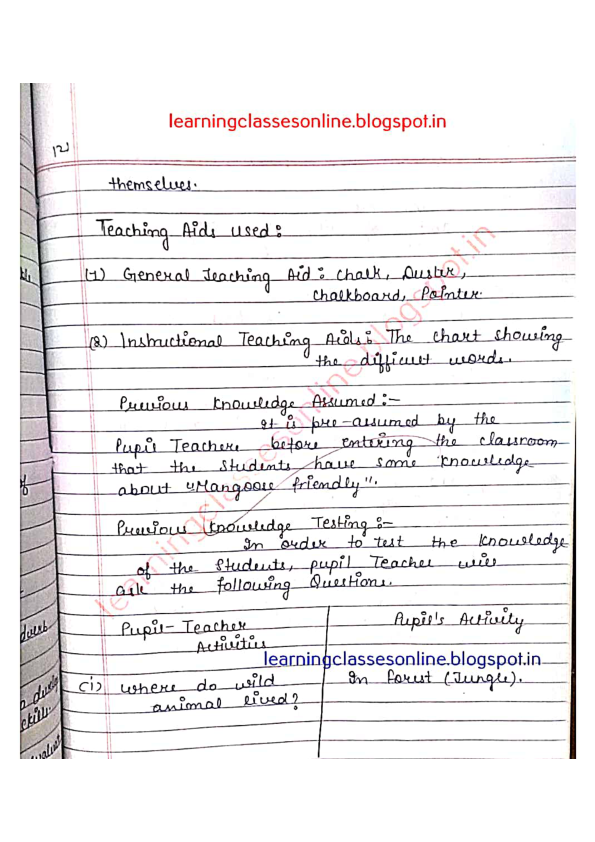 learningclassesonline.blogspot.in
12
themselves.
Teaching Aids used:
(1) General Teaching Aid: Chalk, Duster,
Chalkboard, Pointer.
(2) Instructional Teaching Aids: The chart showing
the difficult words.
Previous Knowledge Assumed:-
It is pre-assumed by the
Pupil Teacher before entering the classroom
that the students have some knowledge
about "Mangoose friendly".
Previous Knowledge Testing:-
In order to test the knowledge
of the students, pupil Teacher will
ask the following Questions.
Pupil-Teacher Activities
Pupil's Activity
learningclassesonline.blogspot.in
(i) Where do wild
animal lived?
In forest (Jungle).
learningclassesonline.blogspot.in